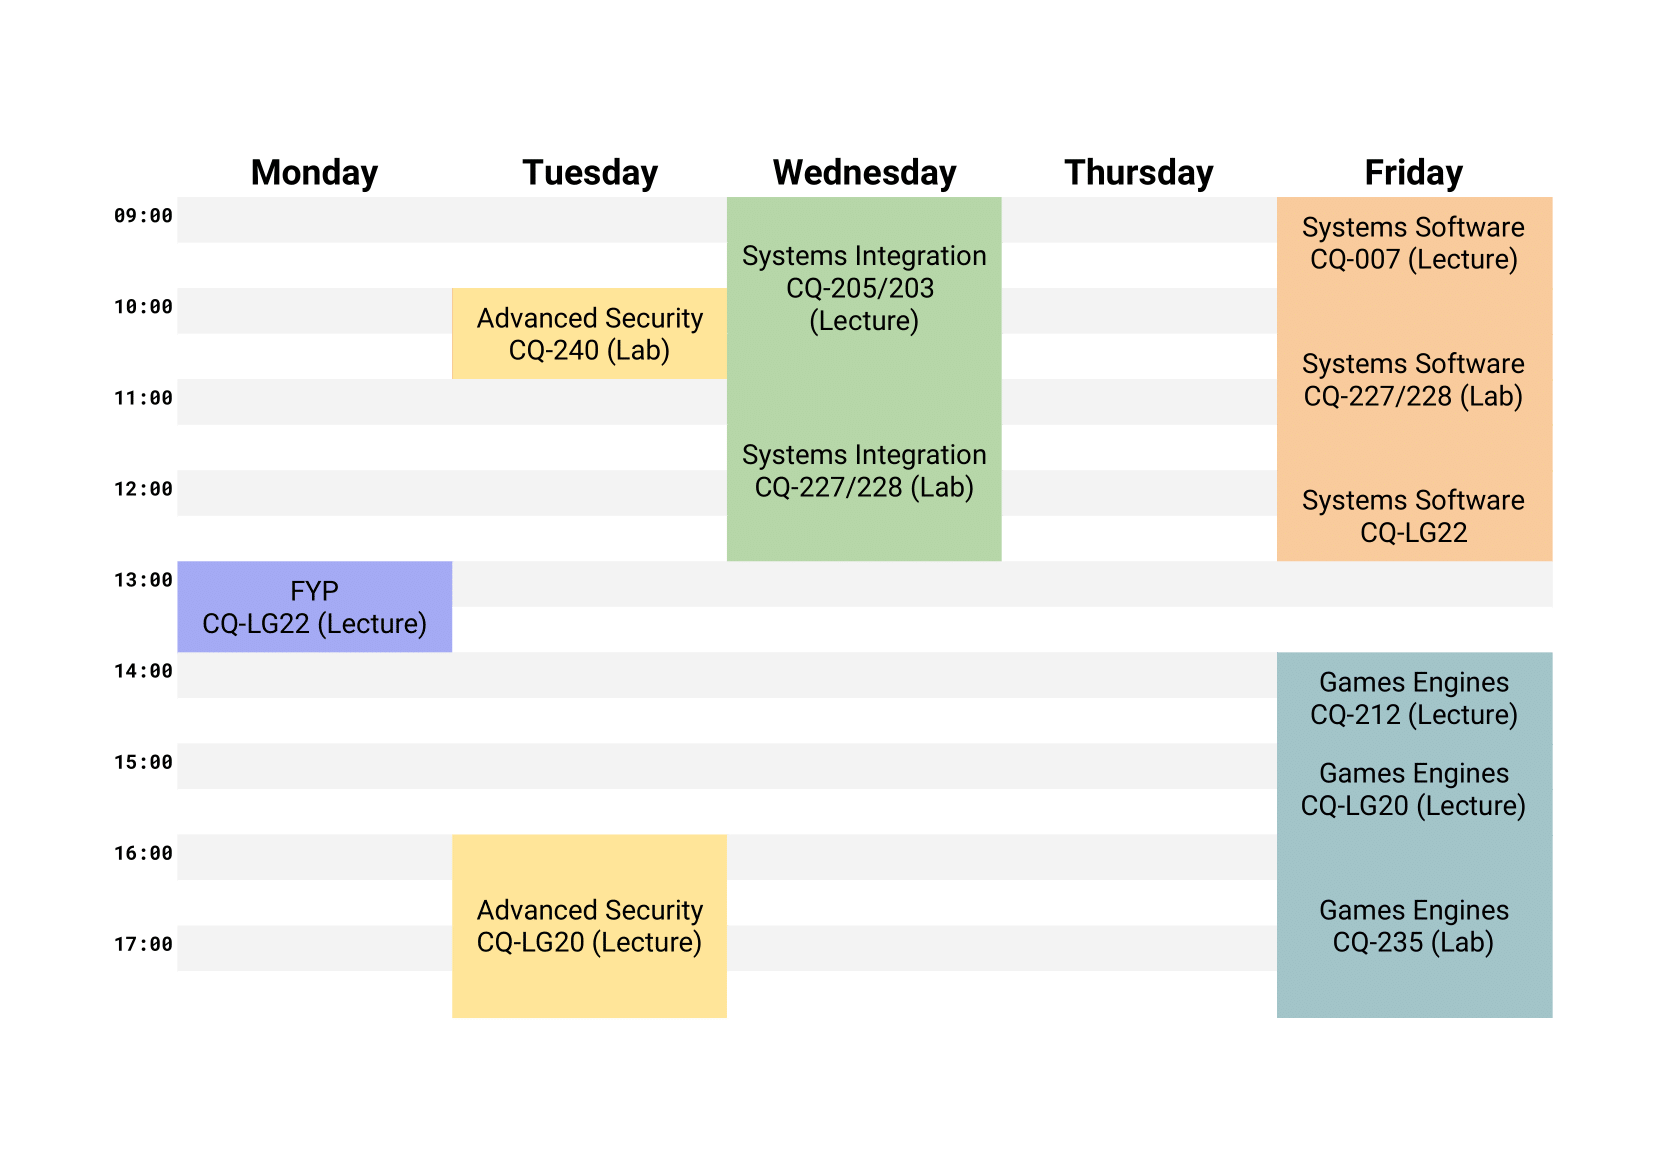 Monday
Tuesday
Wednesday
Thursday
Friday
09:00
Systems Software
CQ-007 (Lecture)
Systems Integration
CQ-205/203
(Lecture)
10:00
Advanced Security
CQ-240 (Lab)
Systems Software
CQ-227/228 (Lab)
11:00
Systems Integration
CQ-227/228 (Lab)
12:00
Systems Software
CQ-LG22
13:00
FYP
CQ-LG22 (Lecture)
14:00
Games Engines
CQ-212 (Lecture)
15:00
Games Engines
CQ-LG20 (Lecture)
16:00
Advanced Security
CQ-LG20 (Lecture)
Games Engines
CQ-235 (Lab)
17:00